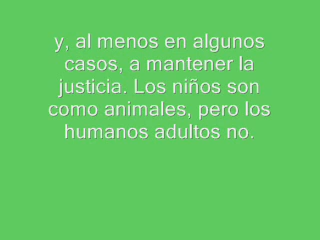 y, al menos en algunos
casos, a mantener la
justicia. Los niños son
como animales, pero los
humanos adultos no.